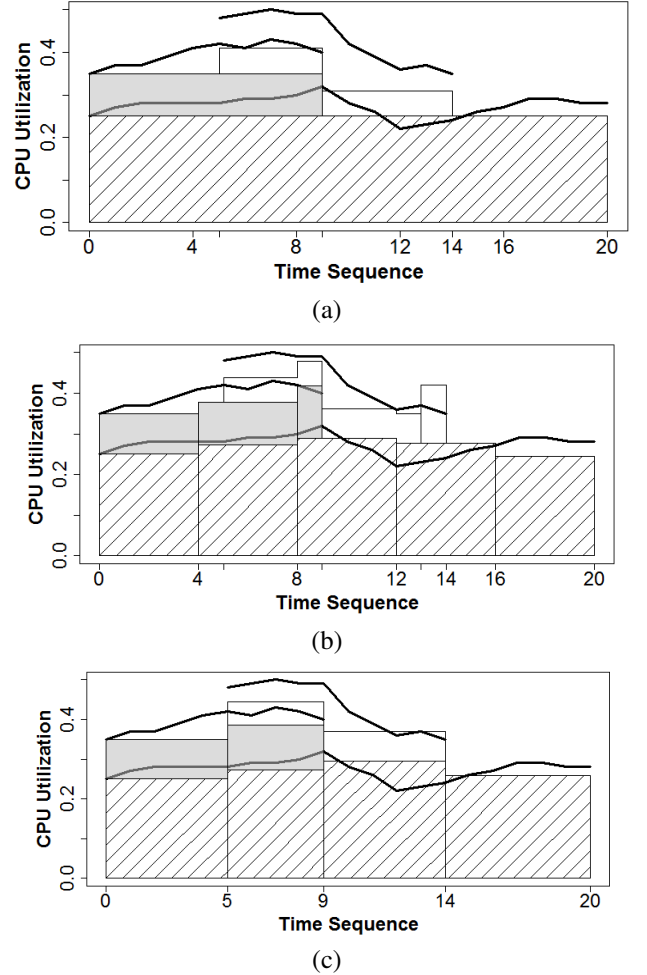 CPU Utilization
0.4
0.2
0.0
0 4 8 12 14 16 20
Time Sequence
(a)
CPU Utilization
0.4
0.2
0.0
0 4 8 12 14 16 20
Time Sequence
(b)
CPU Utilization
0.4
0.2
0.0
0 5 9 14 20
Time Sequence
(c)